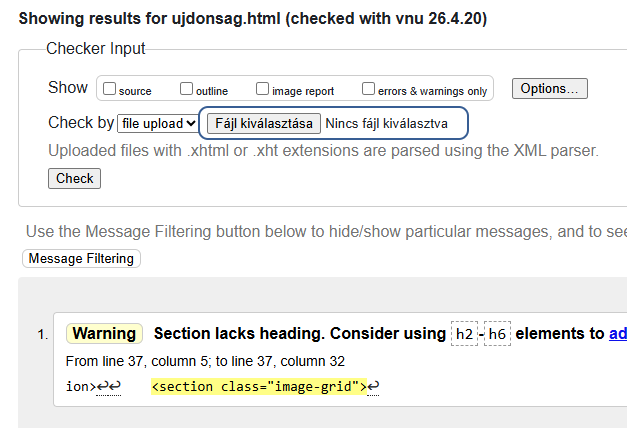 Showing results for ujdonsag.html (checked with vnu 26.4.20)
Checker Input
Show source outline image report errors & warnings only Options...
Check by file upload Fájl kiválasztása Nincs fájl kiválasztva
Uploaded files with .xhtml or .xht extensions are parsed using the XML parser.
Check
Use the Message Filtering button below to hide/show particular messages, and to see
Message Filtering
1. Warning Section lacks heading. Consider using h2-h6 elements to ad
From line 37, column 5; to line 37, column 32
ion>↩↩ <section class="image-grid">↩